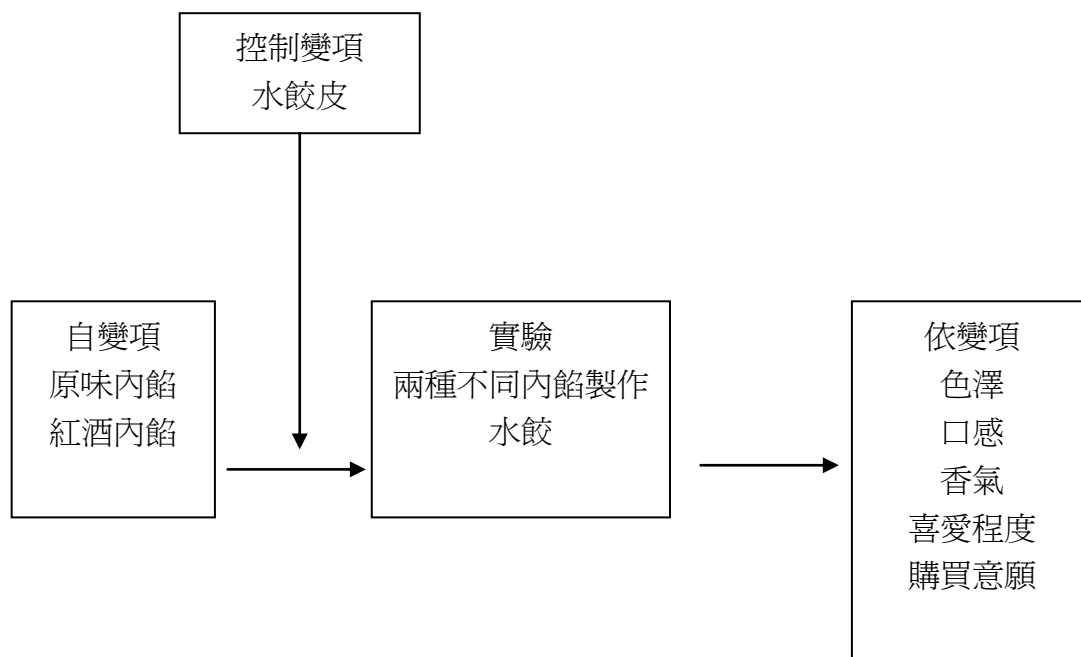 控制變項
水餃皮
自變項
原味內餡
紅酒內餡
實驗
兩種不同內餡製作
水餃
依變項
色澤
口感
香氣
喜愛程度
購買意願